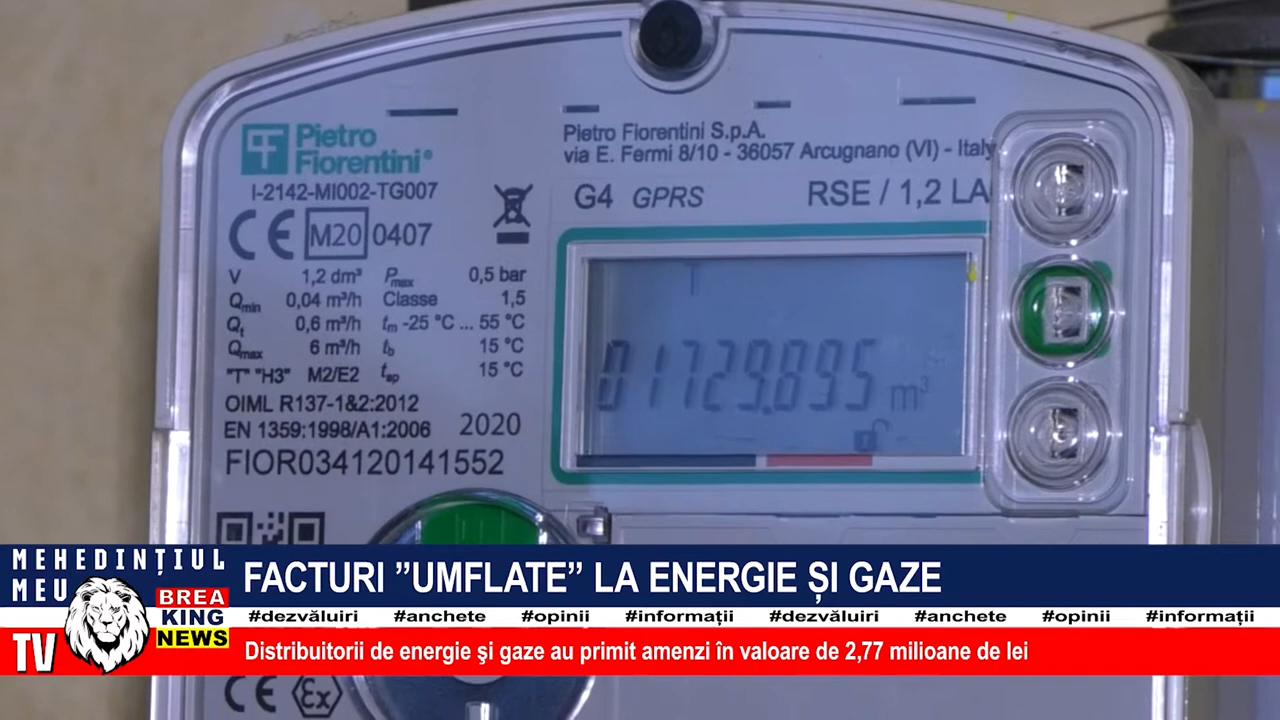 Pietro
Fiorentini®
I-2142-MI002-TG007
CE M20 0407
Pietro Fiorentini S.p.A.
via E. Fermi 8/10 - 36057 Arcugnano (VI) - Italy
G4 GPRS RSE / 1,2 LA
V 1,2 dm³ Pmax 0,5 bar
Qmin 0,04 m³/h Classe 1,5
Qt 0,6 m³/h tm -25 °C ... 55 °C
Qmax 6 m³/h tb 15 °C
"T" "H3" M2/E2 tsp 15 °C
OIML R137-1&2:2012
EN 1359:1998/A1:2006 2020
FIOR034120141552
01729.895 m³
T
MEHEDINȚIUL
MEU
TV
BREA
KING
NEWS
FACTURI ”UMFLATE” LA ENERGIE ȘI GAZE
#dezvăluiri #anchete #opinii #informații #dezvăluiri #anchete #opinii #informații
Distribuitorii de energie şi gaze au primit amenzi în valoare de 2,77 milioane de lei
CE Ex